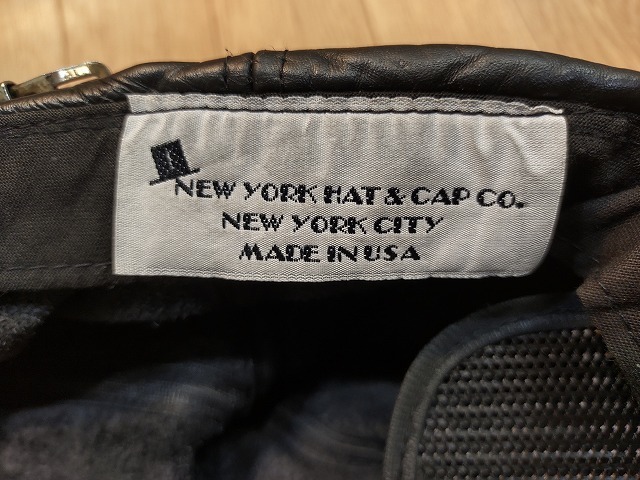 NEW YORK HAT & CAP CO.
NEW YORK CITY
MADE IN USA